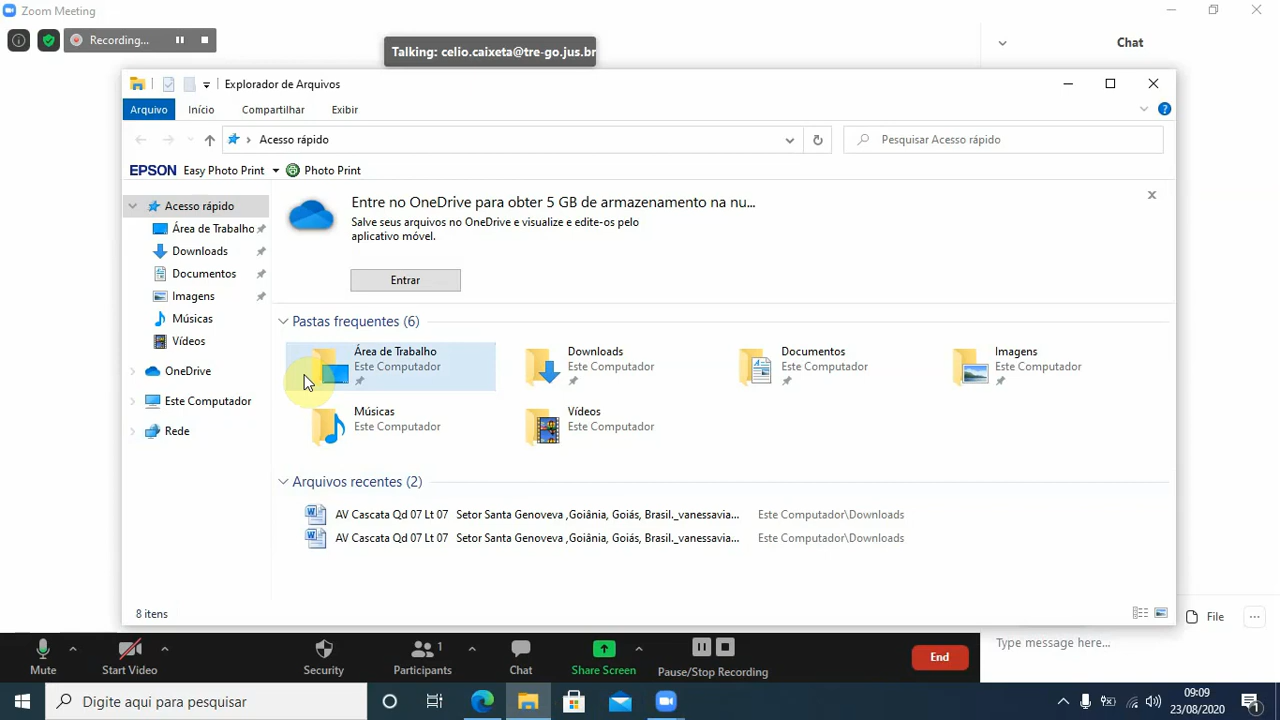 Zoom Meeting
Recording...
Talking: celio.caixeta@tre-go.jus.br
Chat
Explorador de Arquivos
Arquivo Início Compartilhar Exibir
Acesso rápido
Pesquisar Acesso rápido
EPSON Easy Photo Print Photo Print
Acesso rápido
Área de Trabalho
Downloads
Documentos
Imagens
Músicas
Vídeos
OneDrive
Este Computador
Rede
Entre no OneDrive para obter 5 GB de armazenamento na nu...
Salve seus arquivos no OneDrive e visualize e edite-os pelo
aplicativo móvel.
Entrar
Pastas frequentes (6)
Área de Trabalho
Este Computador
Downloads
Este Computador
Documentos
Este Computador
Imagens
Este Computador
Músicas
Este Computador
Vídeos
Este Computador
Arquivos recentes (2)
AV Cascata Qd 07 Lt 07 Setor Santa Genoveva ,Goiânia, Goiás, Brasil._vanessavia... Este Computador\Downloads
AV Cascata Qd 07 Lt 07 Setor Santa Genoveva ,Goiânia, Goiás, Brasil._vanessavia... Este Computador\Downloads
8 itens
File
Type message here...
Mute
Start Video
Security
1
Participants
Chat
Share Screen
Pause/Stop Recording
End
Digite aqui para pesquisar
09:09
23/08/2020
1